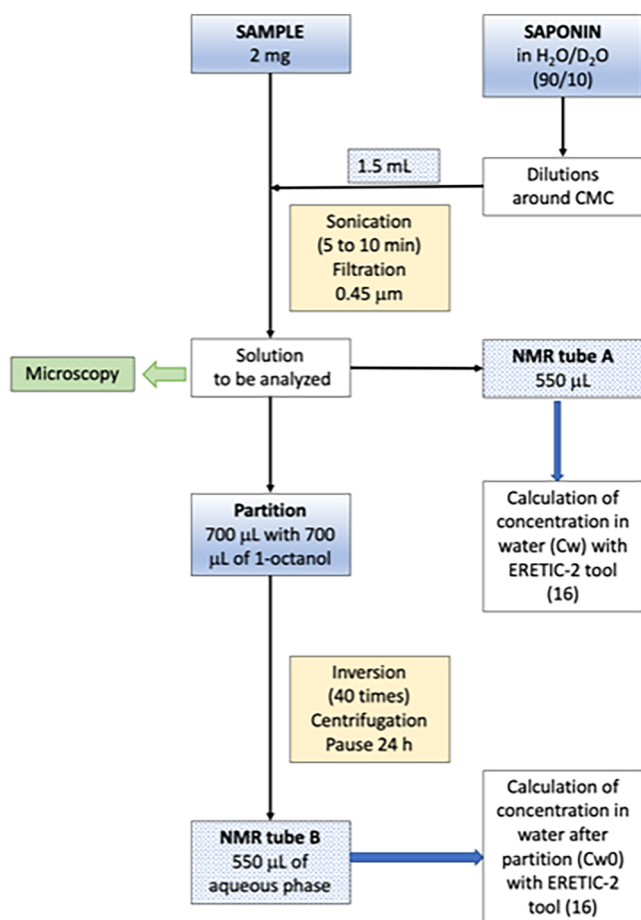 SAMPLE
2 mg
SAPONIN
in H₂O/D₂O
(90/10)
1.5 mL
Dilutions
around CMC
Sonication
(5 to 10 min)
Filtration
0.45 μm
Microscopy
Solution
to be analyzed
NMR tube A
550 μL
Partition
700 μL with 700
μL of 1-octanol
Calculation of
concentration in
water (Cw) with
ERETIC-2 tool
(16)
Inversion
(40 times)
Centrifugation
Pause 24 h
NMR tube B
550 μL of
aqueous phase
Calculation of
concentration in
water after
partition (Cw0)
with ERETIC-2
tool (16)